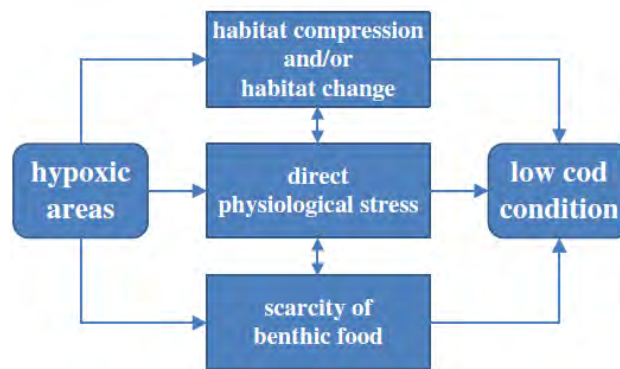 habitat compression
and/or
habitat change
hypoxic
areas
direct
physiological stress
low cod
condition
scarcity of
benthic food